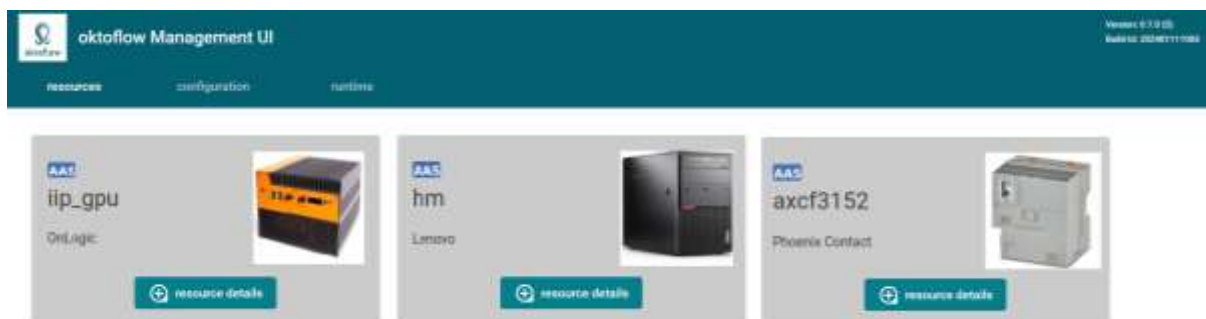 oktoflow Management UI
resources configuration runtime
AAS
iip_gpu
OnLogic
resource details
AAS
hm
Lenovo
resource details
AAS
axcf3152
Phoenix Contact
resource details